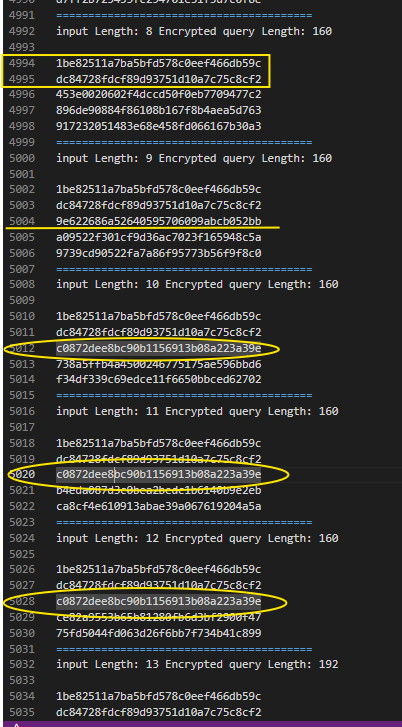 4991 ======================================
4992 input Length: 8 Encrypted query Length: 160
4993
4994 1be82511a7ba5bfd578c0eef466db59c
4995 dc84728fdcf89d93751d10a7c75c8cf2
4996 453e0020602f4dccd50f0eb7709477c2
4997 896de90884f86108b167f8b4aea5d763
4998 917232051483e68e458fd066167b30a3
4999 ======================================
5000 input Length: 9 Encrypted query Length: 160
5001
5002 1be82511a7ba5bfd578c0eef466db59c
5003 dc84728fdcf89d93751d10a7c75c8cf2
5004 9e622686a52640595706099abcb052bb
5005 a09522f301cf9d36ac7023f165948c5a
5006 9739cd90522fa7a86f95773b56f9f8c0
5007 ======================================
5008 input Length: 10 Encrypted query Length: 160
5009
5010 1be82511a7ba5bfd578c0eef466db59c
5011 dc84728fdcf89d93751d10a7c75c8cf2
5012 c0872dee8bc90b1156913b08a223a39e
5013 738a5ffb4a4500246775175ae596bbd6
5014 f34df339c69edce11f6650bbced62702
5015 ======================================
5016 input Length: 11 Encrypted query Length: 160
5017
5018 1be82511a7ba5bfd578c0eef466db59c
5019 dc84728fdcf89d93751d10a7c75c8cf2
5020 c0872dee8bc90b1156913b08a223a39e
5021 b4eda087d3c0bea2bcdc1b6140b9e2eb
5022 ca8cf4e610913abae39a067619204a5a
5023 ======================================
5024 input Length: 12 Encrypted query Length: 160
5025
5026 1be82511a7ba5bfd578c0eef466db59c
5027 dc84728fdcf89d93751d10a7c75c8cf2
5028 c0872dee8bc90b1156913b08a223a39e
5029 ce82a9553b65b81280fb6d3bf2900f47
5030 75fd5044fd063d26f6bb7f734b41c899
5031 ======================================
5032 input Length: 13 Encrypted query Length: 192
5033
5034 1be82511a7ba5bfd578c0eef466db59c
5035 dc84728fdcf89d93751d10a7c75c8cf2